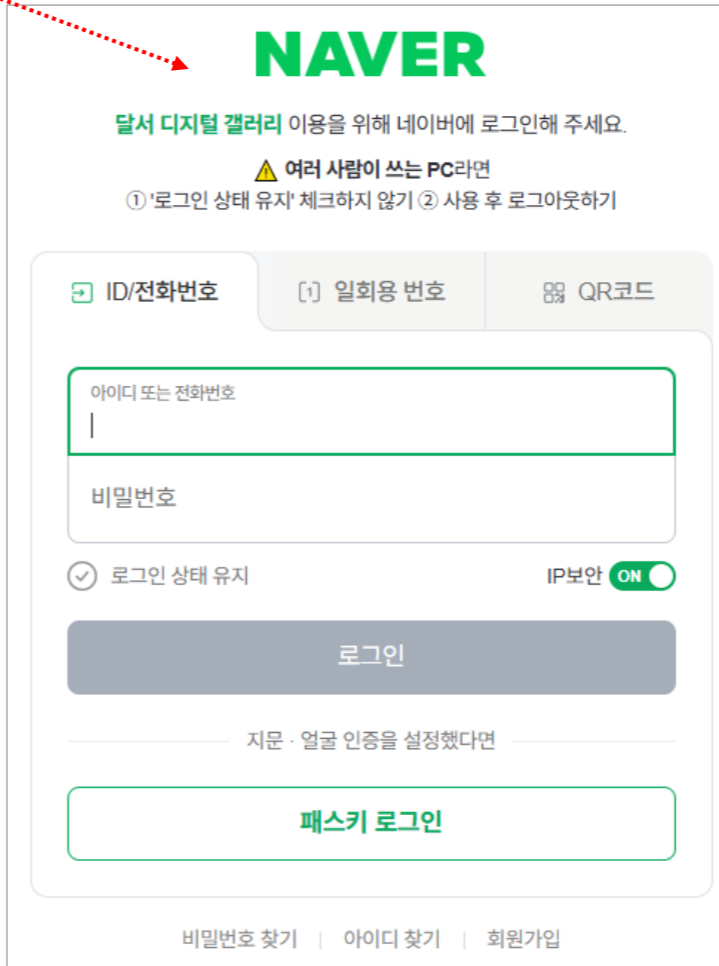 NAVER
달서 디지털 갤러리 이용을 위해 네이버에 로그인해 주세요.
여러 사람이 쓰는 PC라면
① '로그인 상태 유지' 체크하지 않기 ② 사용 후 로그아웃하기
ID/전화번호
[1] 일회용 번호
QR코드
아이디 또는 전화번호
비밀번호
로그인 상태 유지
IP보안 ON
로그인
지문 · 얼굴 인증을 설정했다면
패스키 로그인
비밀번호 찾기 | 아이디 찾기 | 회원가입